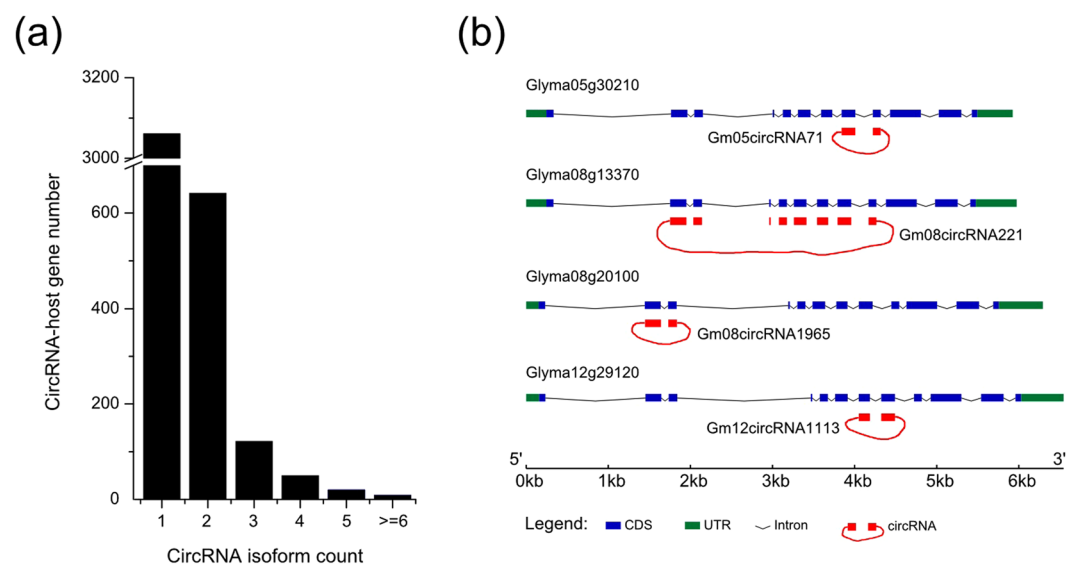 (a)
CircRNA-host gene number
3200
3000
600
400
200
0
1 2 3 4 5 >=6
CircRNA isoform count
(b)
Glyma05g30210
Gm05circRNA71
Glyma08g13370
Gm08circRNA221
Glyma08g20100
Gm08circRNA1965
Glyma12g29120
Gm12circRNA1113
5' 3'
0kb 1kb 2kb 3kb 4kb 5kb 6kb
Legend: CDS UTR Intron circRNA